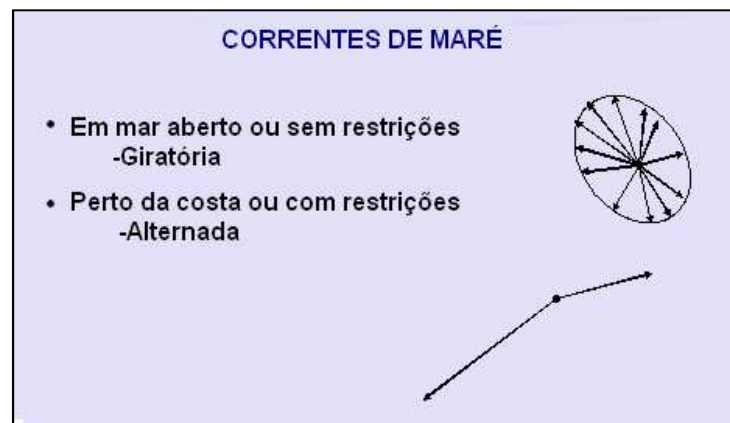 CORRENTES DE MARÉ
• Em mar aberto ou sem restrições
-Giratória
• Perto da costa ou com restrições
-Alternada